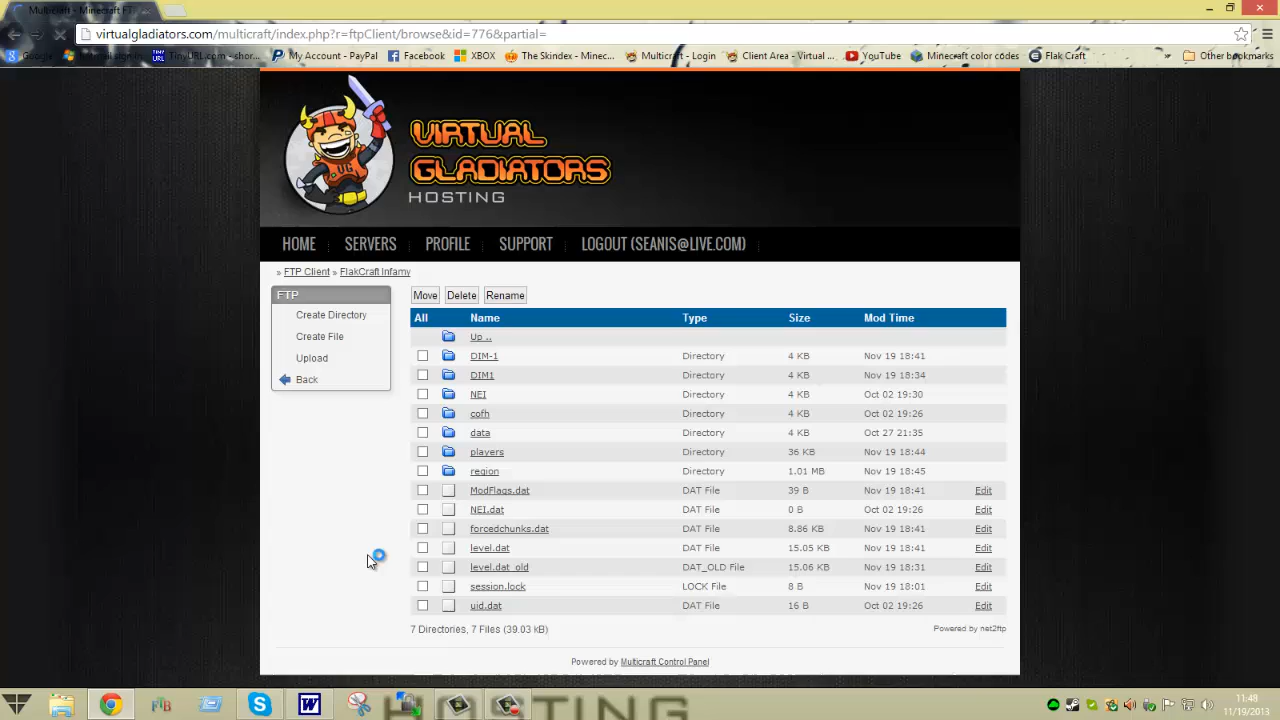 Multicraft - Minecraft FT
virtualgladiators.com/multicraft/index.php?r=ftpClient/browse&id=776&partial=
Google
TinyURL.com - shor...
My Account - PayPal
Facebook
XBOX
The Skindex - Minec...
Multicraft - Login
Client Area - Virtual ...
YouTube
Minecraft color codes
Flak Craft
Other bookmarks
VIRTUAL
GLADIATORS
HOSTING
HOME SERVERS PROFILE SUPPORT LOGOUT (SEANIS@LIVE.COM)
» FTP Client » FlakCraft Infamy
FTP
Create Directory
Create File
Upload
Back
Move Delete Rename
All Name Type Size Mod Time
Up ..
DIM-1 Directory 4 KB Nov 19 18:41
DIM1 Directory 4 KB Nov 19 18:34
NEI Directory 4 KB Oct 02 19:30
cofh Directory 4 KB Oct 02 19:26
data Directory 4 KB Oct 27 21:35
players Directory 36 KB Nov 19 18:44
region Directory 1.01 MB Nov 19 18:45
ModFlags.dat DAT File 39 B Nov 19 18:41 Edit
NEI.dat DAT File 0 B Oct 02 19:26 Edit
forcedchunks.dat DAT File 8.86 KB Nov 19 18:41 Edit
level.dat DAT File 15.05 KB Nov 19 18:41 Edit
level.dat_old DAT_OLD File 15.06 KB Nov 19 18:31 Edit
session.lock LOCK File 8 B Nov 19 18:01 Edit
uid.dat DAT File 16 B Oct 02 19:26 Edit
7 Directories, 7 Files (39.03 kB)
Powered by net2ftp
Powered by Multicraft Control Panel
HOSTING
11:48
11/19/2013